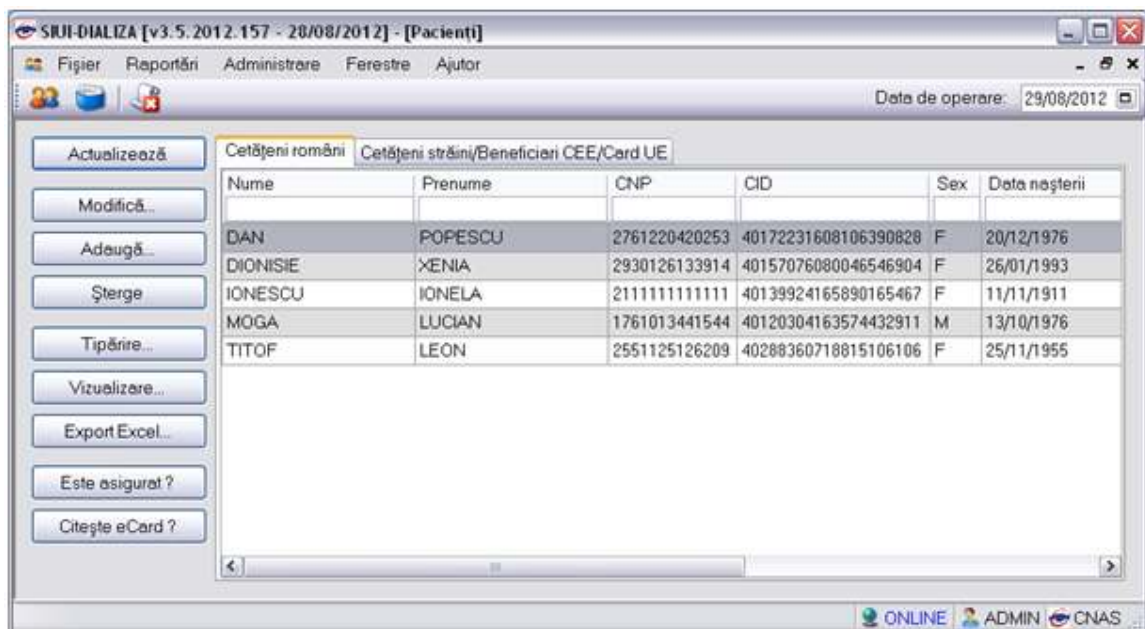 SIUI-DIALIZA [v3.5.2012.157 - 28/08/2012] - [Pacienți]
Fișier Raportări Administrare Ferestre Ajutor
Data de operare: 29/08/2012
Actualizează
Cetățeni români Cetățeni străini/Beneficiari CEE/Card UE
Nume Prenume CNP CID Sex Data nașterii
Modifică...
DAN POPESCU 2761220420253 401722316081063908​28 F 20/12/1976
Adaugă...
DIONISIE XENIA 2930126133914 40157076080046546904 F 26/01/1993
Șterge
IONESCU IONELA 2111111111111 40139924165890165467 F 11/11/1911
MOGA LUCIAN 1761013441544 40120304163574432911 M 13/10/1976
Tipărire...
TITOF LEON 2551125126209 40288360718815106106 F 25/11/1955
Vizualizare...
Export Excel...
Este asigurat ?
Citește eCard ?
ONLINE ADMIN CNAS